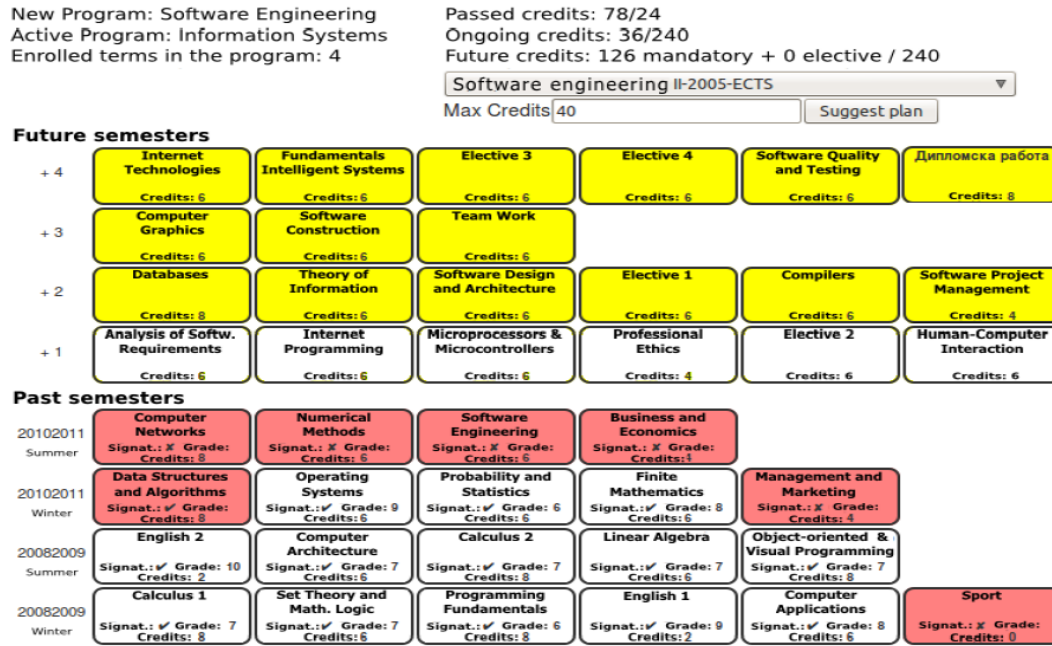 New Program: Software Engineering
Active Program: Information Systems
Enrolled terms in the program: 4
Passed credits: 78/24
Ongoing credits: 36/240
Future credits: 126 mandatory + 0 elective / 240
Software engineering II-2005-ECTS
Max Credits 40 Suggest plan
Future semesters
+ 4
Internet
Technologies
Credits: 6
Fundamentals
Intelligent Systems
Credits: 6
Elective 3
Credits: 6
Elective 4
Credits: 6
Software Quality
and Testing
Credits: 6
Дипломска работа
Credits: 8
+ 3
Computer
Graphics
Credits: 6
Software
Construction
Credits: 6
Team Work
Credits: 6
+ 2
Databases
Credits: 8
Theory of
Information
Credits: 6
Software Design
and Architecture
Credits: 6
Elective 1
Credits: 6
Compilers
Credits: 6
Software Project
Management
Credits: 4
+ 1
Analysis of Softw.
Requirements
Credits: 6
Internet
Programming
Credits: 6
Microprocessors &
Microcontrollers
Credits: 6
Professional
Ethics
Credits: 4
Elective 2
Credits: 6
Human-Computer
Interaction
Credits: 6
Past semesters
20102011
Summer
Computer
Networks
Signat.: ✘ Grade:
Credits: 8
Numerical
Methods
Signat.: ✘ Grade:
Credits: 6
Software
Engineering
Signat.: ✘ Grade:
Credits: 6
Business and
Economics
Signat.: ✘ Grade:
Credits:
20102011
Winter
Data Structures
and Algorithms
Signat.: ✔ Grade:
Credits: 8
Operating
Systems
Signat.: ✔ Grade: 9
Credits: 6
Probability and
Statistics
Signat.: ✔ Grade: 6
Credits: 6
Finite
Mathematics
Signat.: ✔ Grade: 8
Credits: 6
Management and
Marketing
Signat.: ✘ Grade:
Credits: 4
20082009
Summer
English 2
Signat.: ✔ Grade: 10
Credits: 2
Computer
Architecture
Signat.: ✔ Grade: 7
Credits: 6
Calculus 2
Signat.: ✔ Grade: 7
Credits: 8
Linear Algebra
Signat.: ✔ Grade: 7
Credits: 6
Object-oriented &
Visual Programming
Signat.: ✔ Grade: 7
Credits: 8
20082009
Winter
Calculus 1
Signat.: ✔ Grade: 7
Credits: 8
Set Theory and
Math. Logic
Signat.: ✔ Grade: 7
Credits: 6
Programming
Fundamentals
Signat.: ✔ Grade: 6
Credits: 8
English 1
Signat.: ✔ Grade: 9
Credits: 2
Computer
Applications
Signat.: ✔ Grade: 8
Credits: 6
Sport
Signat.: ✘ Grade:
Credits: 0